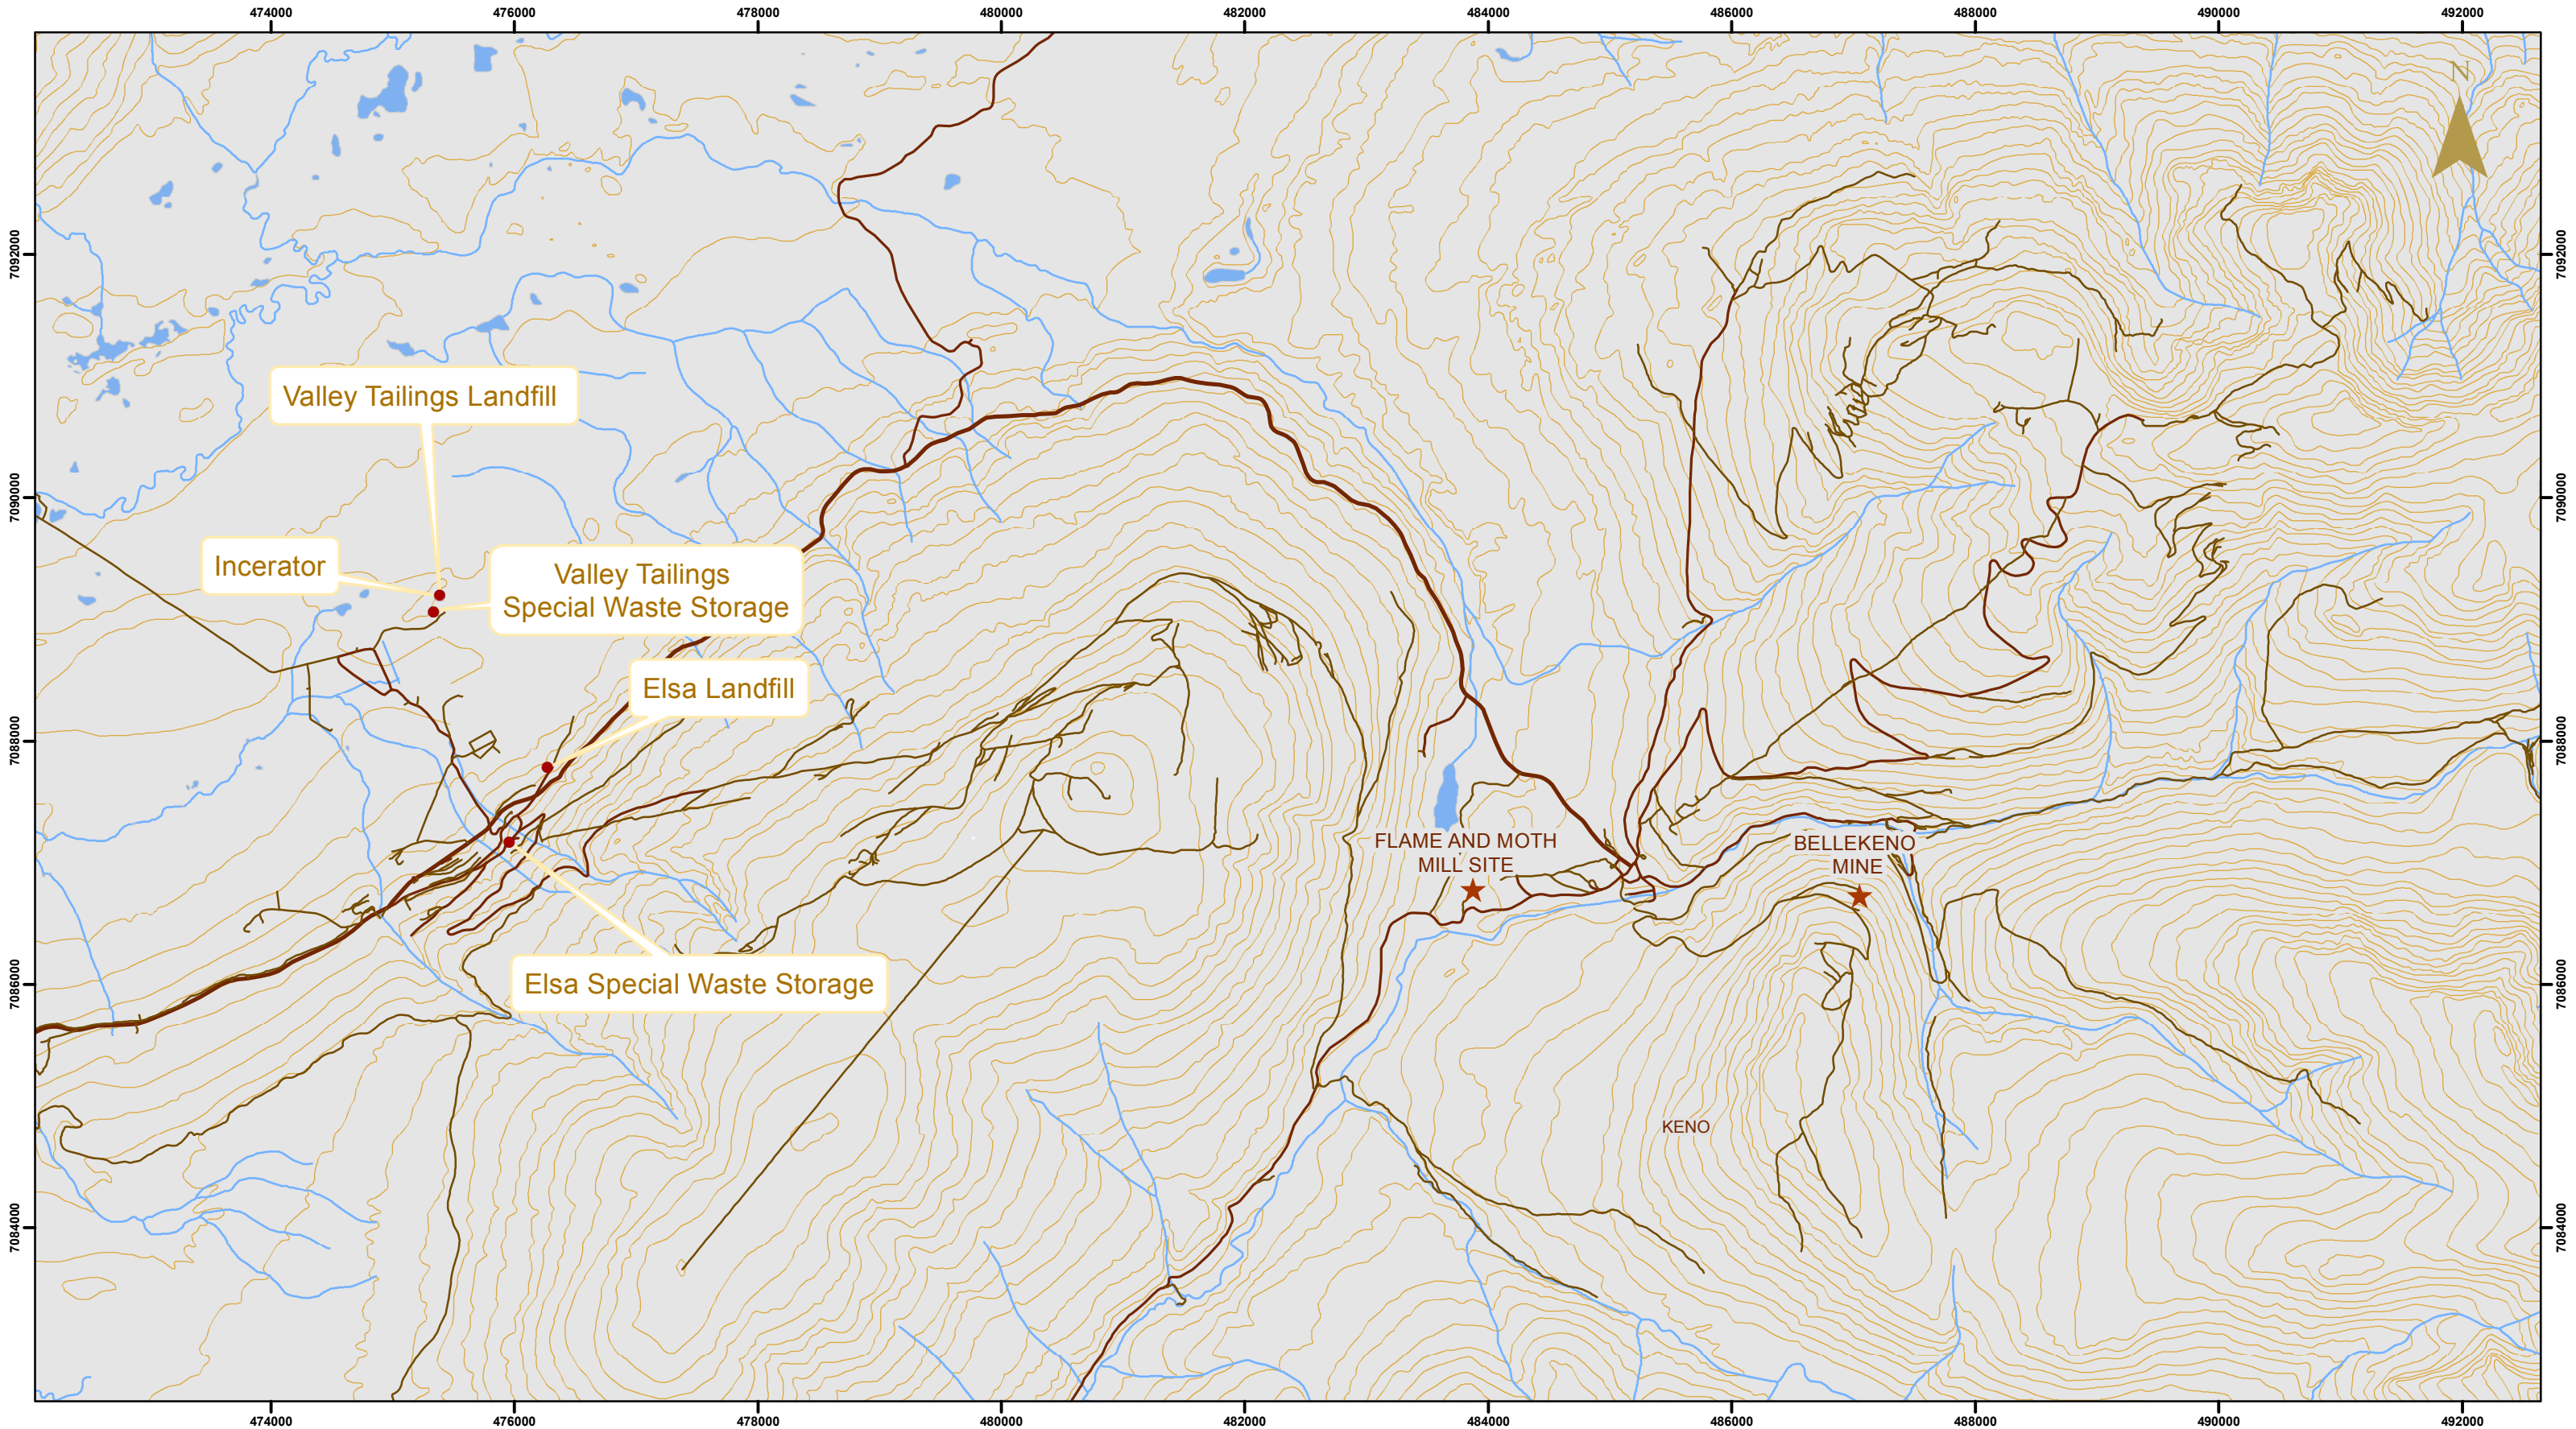 474000 476000 478000 480000 482000 484000 486000 488000 490000 492000
N
7092000 7092000
Valley Tailings Landfill
7090000 7090000
Incerator
Valley Tailings
Special Waste Storage
Elsa Landfill
7088000 7088000
FLAME AND MOTH
MILL SITE
BELLEKENO
MINE
Elsa Special Waste Storage
7086000 7086000
KENO
7084000 7084000
474000 476000 478000 480000 482000 484000 486000 488000 490000 492000